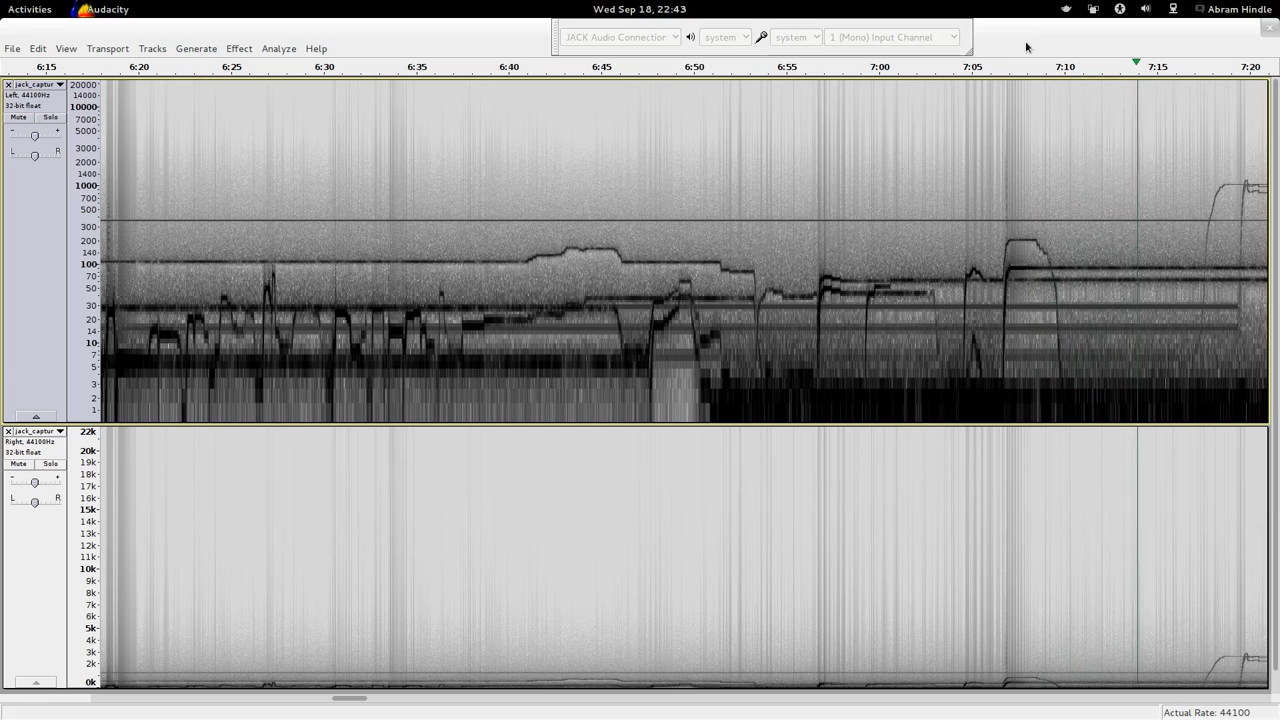 Activities Audacity Wed Sep 18, 22:43 Abram Hindle
JACK Audio Connection system system 1 (Mono) Input Channel
File Edit View Transport Tracks Generate Effect Analyze Help
6:15 6:20 6:25 6:30 6:35 6:40 6:45 6:50 6:55 7:00 7:05 7:10 7:15 7:20
jack_captur
Left, 44100Hz
32-bit float
Mute Solo
- +
L R
20000
14000
10000
7000
5000
3000
2000
1400
1000
700
500
300
200
140
100
70
50
30
20
14
10
7
5
3
2
1
jack_captur
Right, 44100Hz
32-bit float
Mute Solo
- +
L R
22k
20k
19k
18k
17k
16k
15k
14k
13k
12k
11k
10k
9k
8k
7k
6k
5k
4k
3k
2k
0k
Actual Rate: 44100